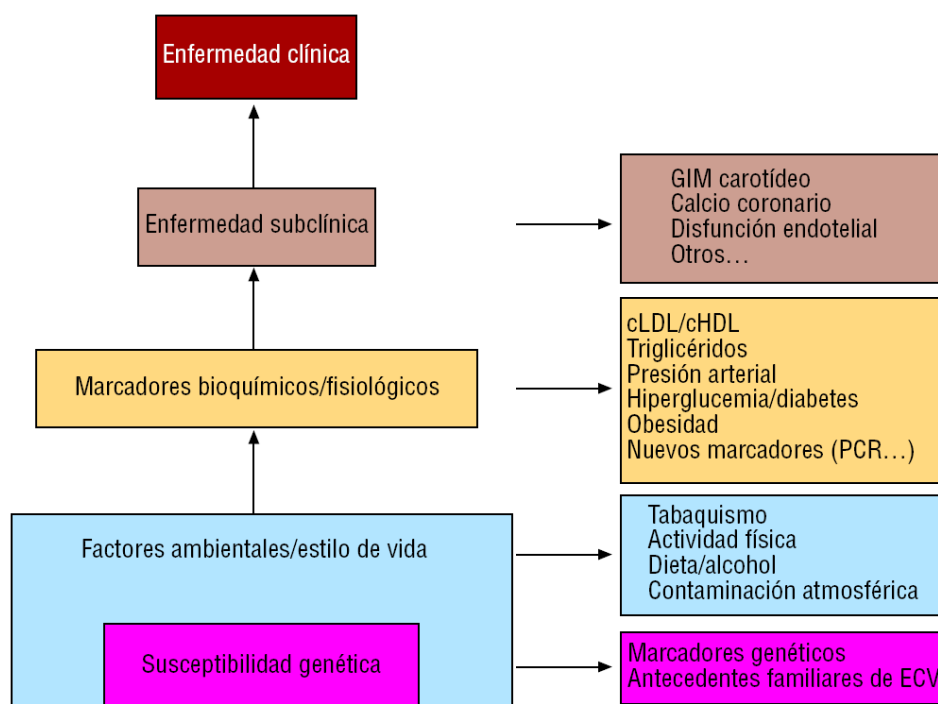 Enfermedad clínica
Enfermedad subclínica
GIM carotídeo
Calcio coronario
Disfunción endotelial
Otros…
Marcadores bioquímicos/fisiológicos
cLDL/cHDL
Triglicéridos
Presión arterial
Hiperglucemia/diabetes
Obesidad
Nuevos marcadores (PCR…)
Factores ambientales/estilo de vida
Tabaquismo
Actividad física
Dieta/alcohol
Contaminación atmosférica
Susceptibilidad genética
Marcadores genéticos
Antecedentes familiares de ECV